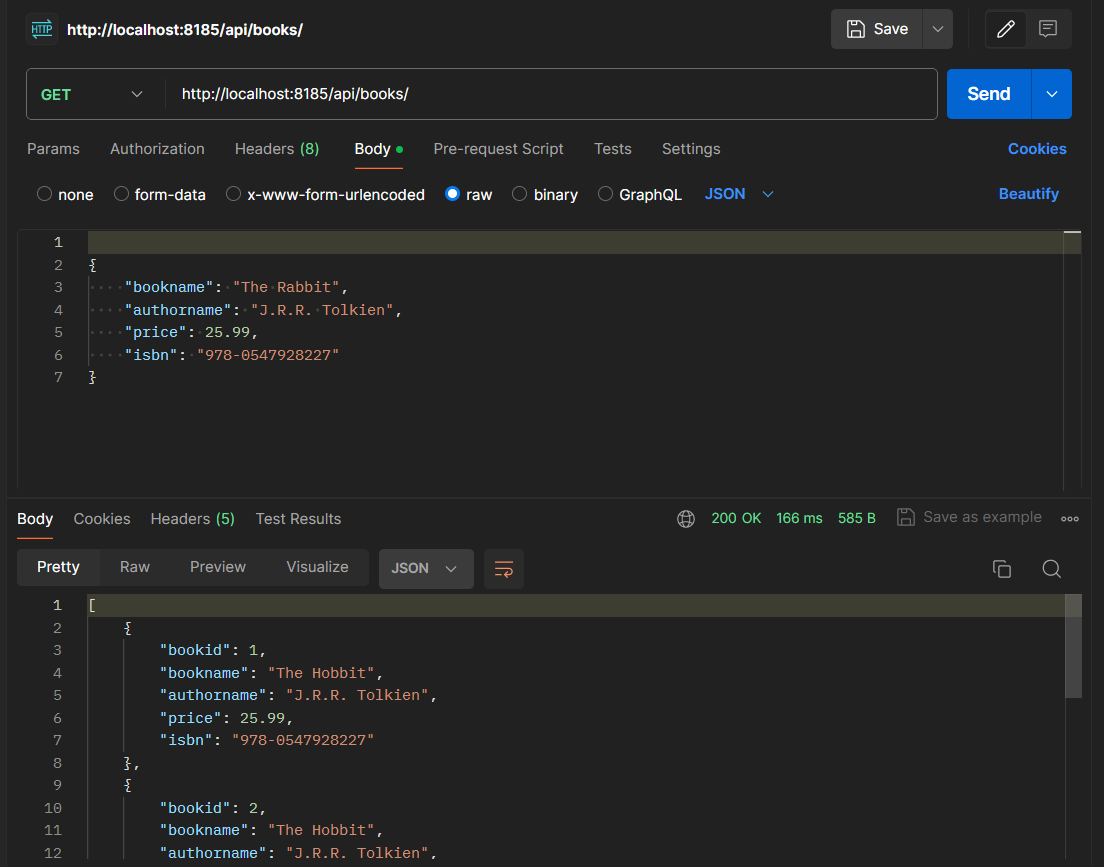 HTTP http://localhost:8185/api/books/ Save
GET http://localhost:8185/api/books/ Send
Params Authorization Headers (8) Body Pre-request Script Tests Settings Cookies
none form-data x-www-form-urlencoded raw binary GraphQL JSON Beautify
1
2 {
3 "bookname": "The Rabbit",
4 "authorname": "J.R.R. Tolkien",
5 "price": 25.99,
6 "isbn": "978-0547928227"
7 }
Body Cookies Headers (5) Test Results 200 OK 166 ms 585 B Save as example
Pretty Raw Preview Visualize JSON
1 [
2 {
3 "bookid": 1,
4 "bookname": "The Hobbit",
5 "authorname": "J.R.R. Tolkien",
6 "price": 25.99,
7 "isbn": "978-0547928227"
8 },
9 {
10 "bookid": 2,
11 "bookname": "The Hobbit",
12 "authorname": "J.R.R. Tolkien",